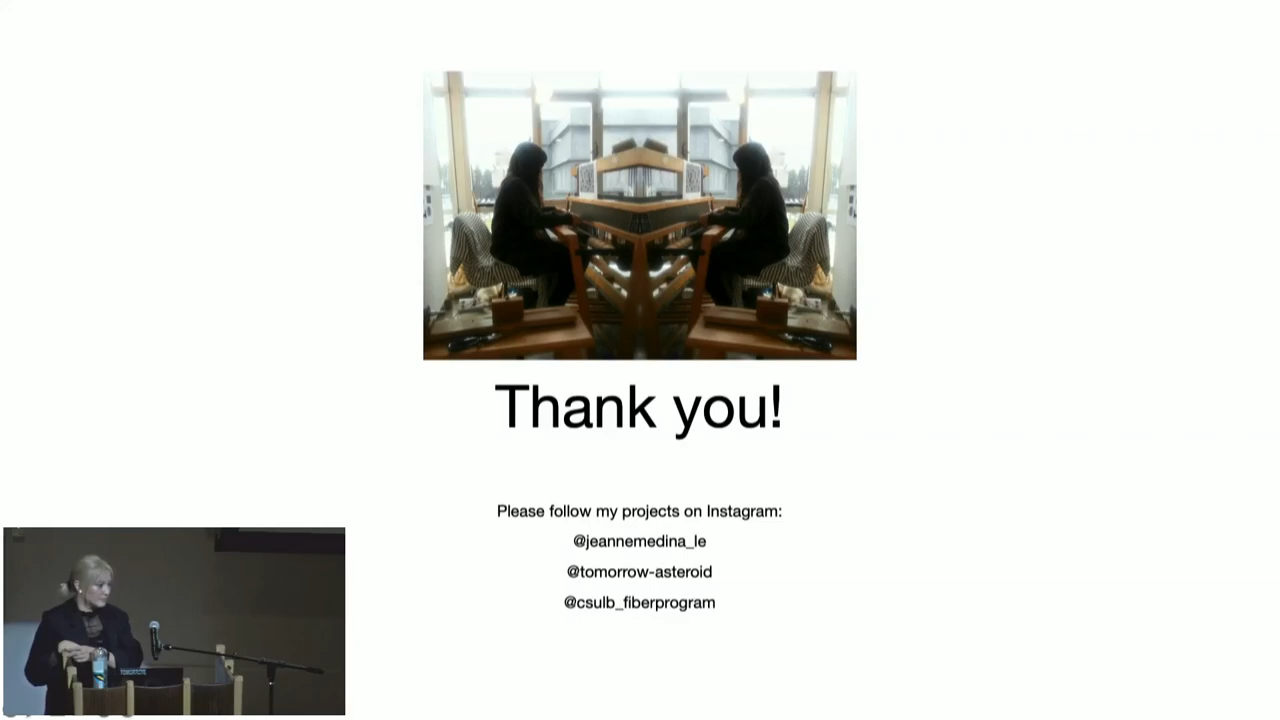 Thank you!
Please follow my projects on Instagram:
@jeannemedina_le
@tomorrow-asteroid
@csulb_fiberprogram